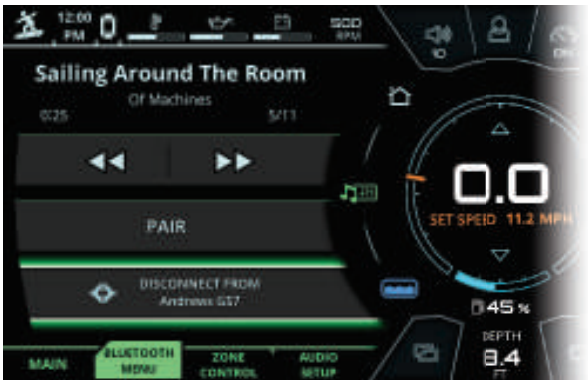 12:00
PM
0
500
RPM
10
Sailing Around The Room
Of Machines
0:25
5/11
PAIR
DISCONNECT FROM
Andrews GS7
0.0
SET SPEED 11.2 MPH
45 %
DEPTH
8.4
FT
MAIN
BLUETOOTH
MENU
ZONE
CONTROL
AUDIO
SETUP